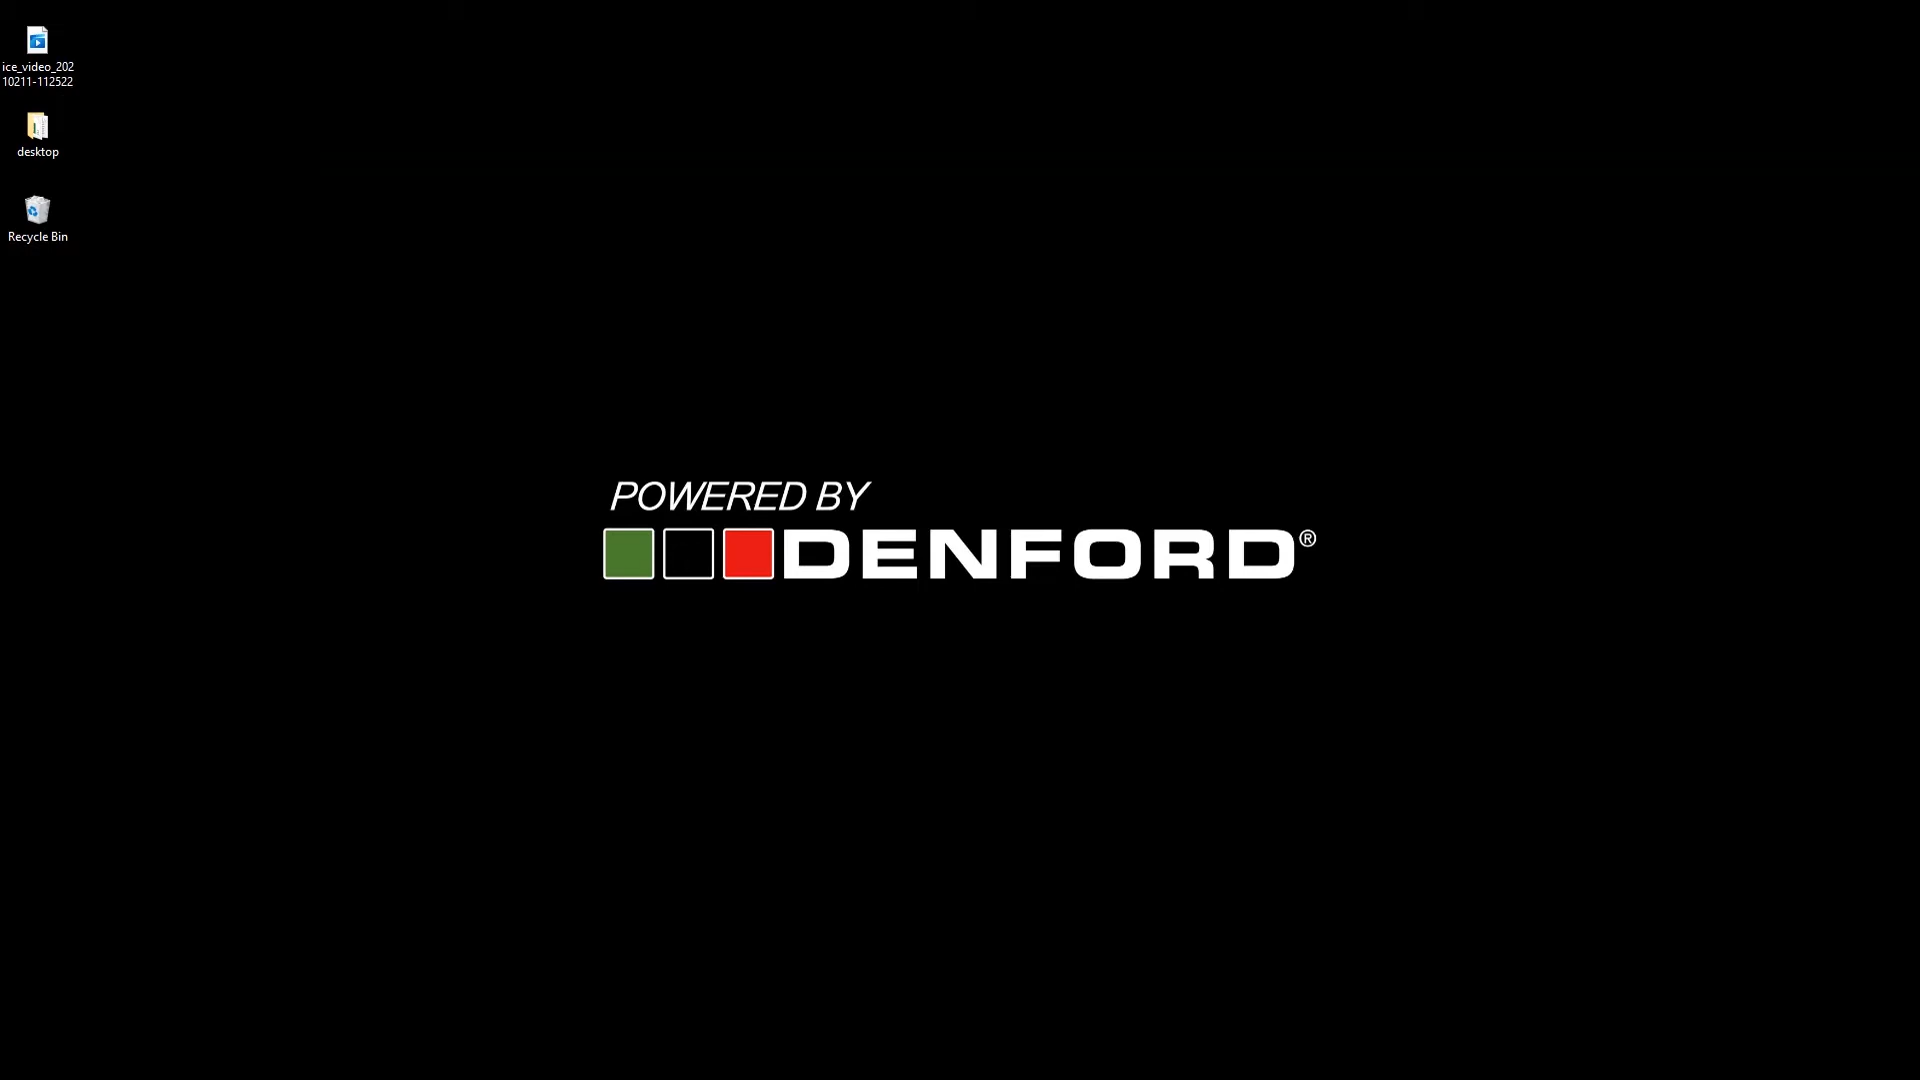 ice_video_202
10211-112522
desktop
Recycle Bin
POWERED BY
DENFORD®